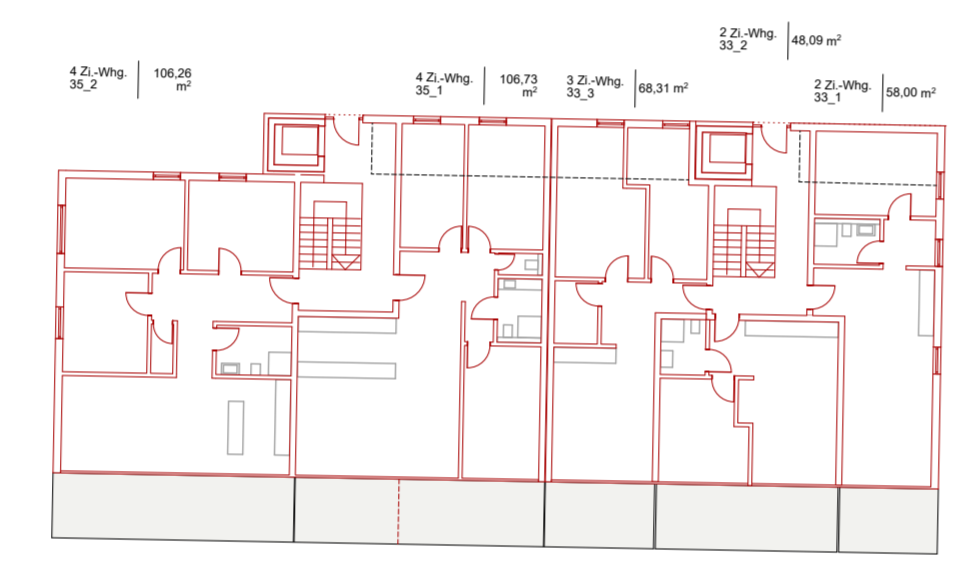 2 Zi.-Whg.
33_2
48,09 m²
4 Zi.-Whg.
35_2
106,26
m²
4 Zi.-Whg.
35_1
106,73
m²
3 Zi.-Whg.
33_3
68,31 m²
2 Zi.-Whg.
33_1
58,00 m²